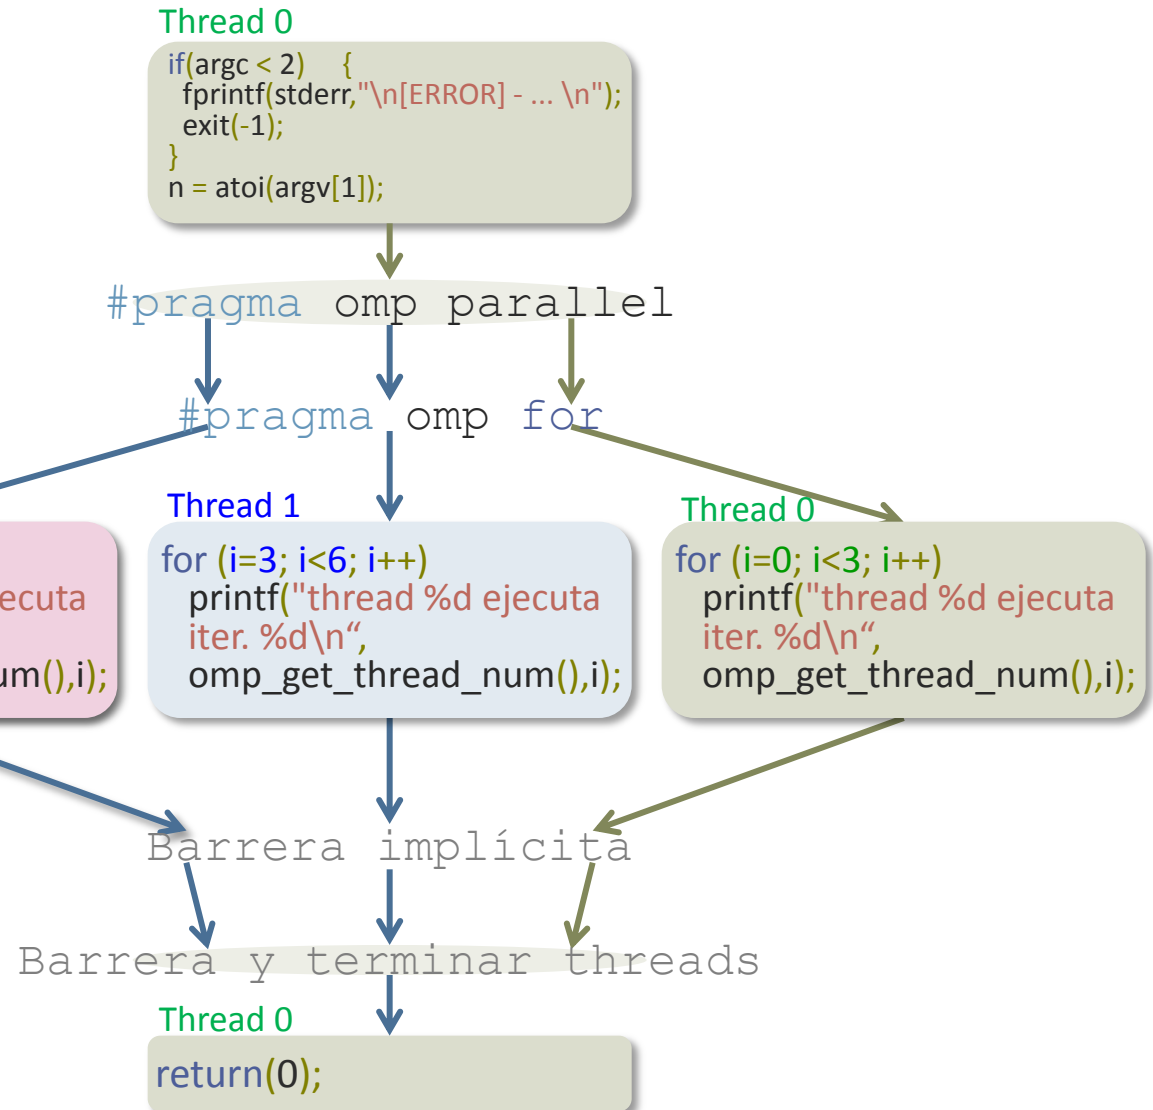 Thread 0
if(argc < 2) {
fprintf(stderr,"\n[ERROR] - ... \n");
exit(-1);
}
n = atoi(argv[1]);
#pragma omp parallel
#pragma omp for
Thread 1
for (i=3; i<6; i++)
printf("thread %d ejecuta
iter. %d\n“,
omp_get_thread_num(),i);
Thread 0
for (i=0; i<3; i++)
printf("thread %d ejecuta
iter. %d\n“,
omp_get_thread_num(),i);
ecuta
um(),i);
Barrera implícita
Barrera y terminar threads
Thread 0
return(0);